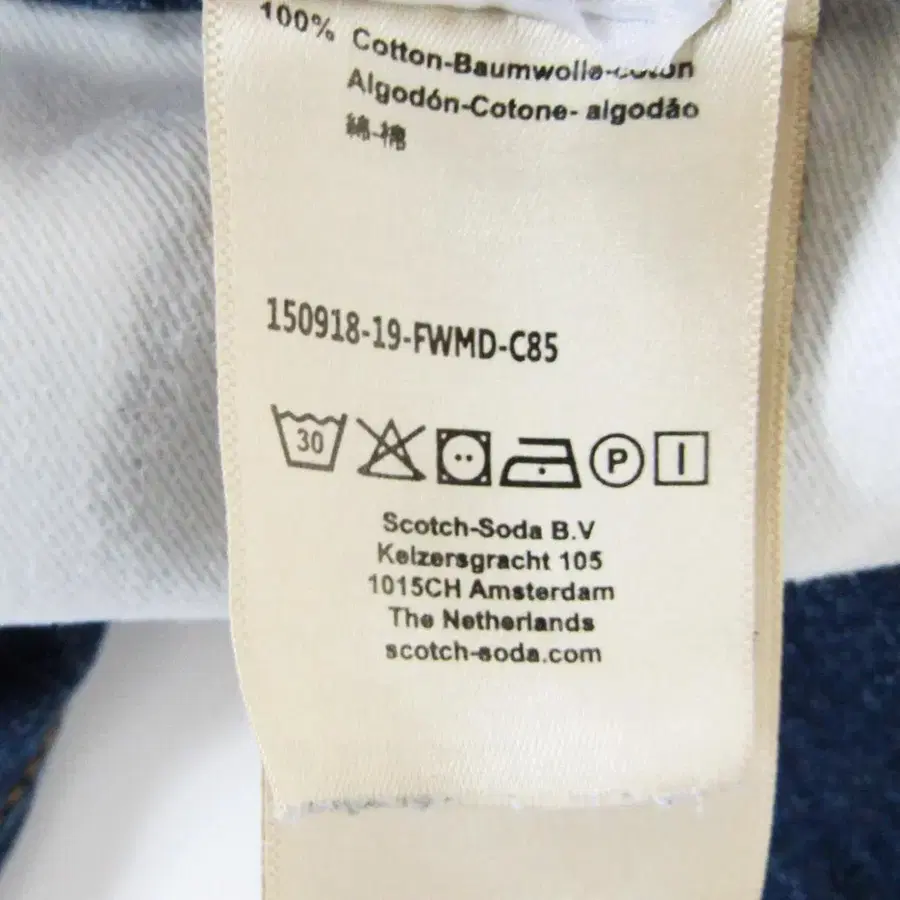 100% Cotton-Baumwolle-coton
Algodón-Cotone- algodão
綿-棉
150918-19-FWMD-C85
30 P
Scotch-Soda B.V
Keizersgracht 105
1015CH Amsterdam
The Netherlands
scotch-soda.com